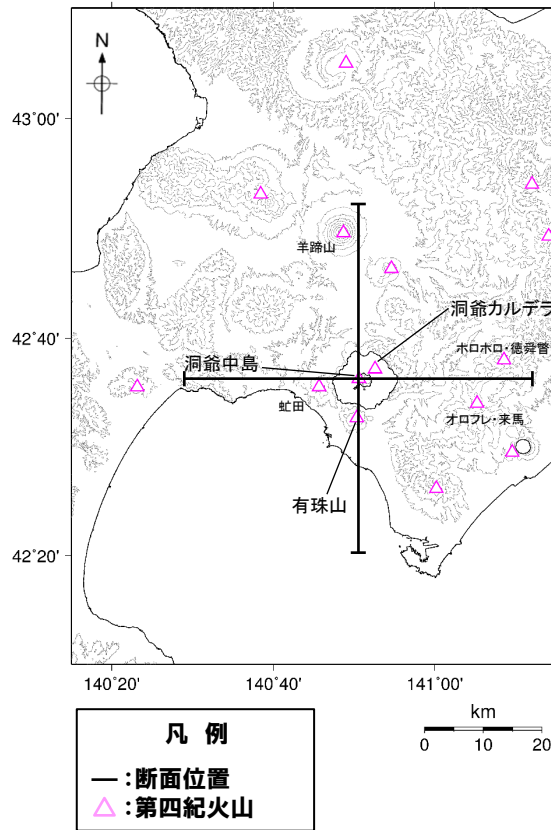 N
43°00'
羊蹄山
洞爺カルデラ
42°40'
ホロホロ・徳舜瞥
洞爺中島
虻田
オロフレ・来馬
有珠山
42°20'
140°20'
140°40'
141°00'
km
0 10 20
凡 例
:断面位置
:第四紀火山